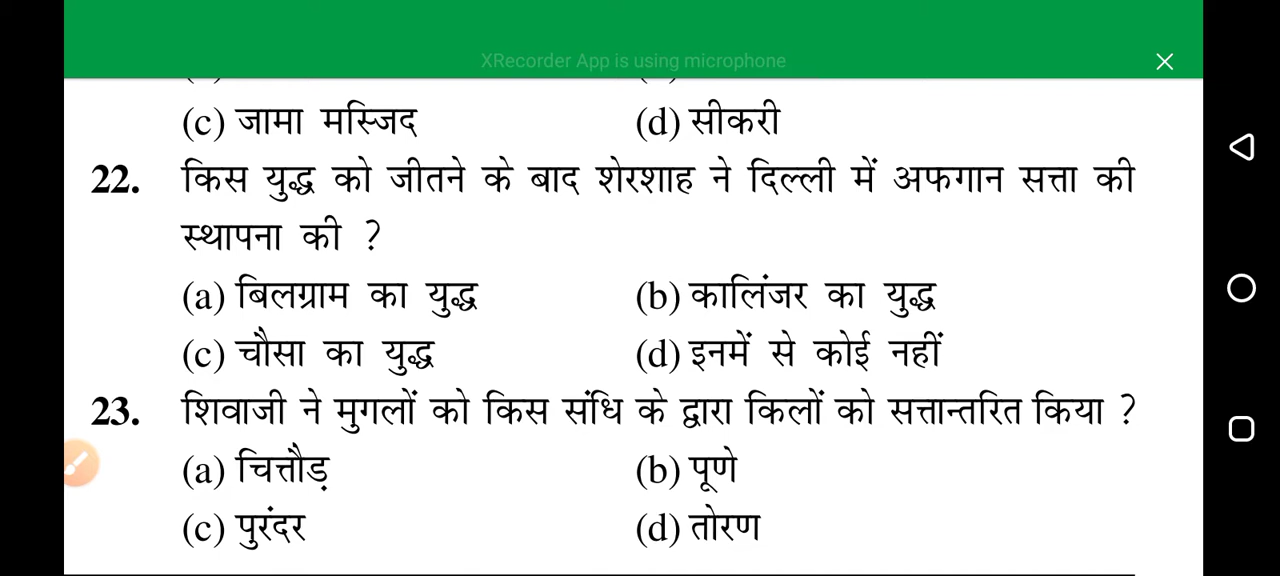 XRecorder App is using microphone
(c) जामा मस्जिद (d) सीकरी
22. किस युद्ध को जीतने के बाद शेरशाह ने दिल्ली में अफगान सत्ता की
स्थापना की ?
(a) बिलग्राम का युद्ध (b) कालिंजर का युद्ध
(c) चौसा का युद्ध (d) इनमें से कोई नहीं
23. शिवाजी ने मुगलों को किस संधि के द्वारा किलों को सत्तान्तरित किया ?
(a) चित्तौड़ (b) पूणे
(c) पुरंदर (d) तोरण